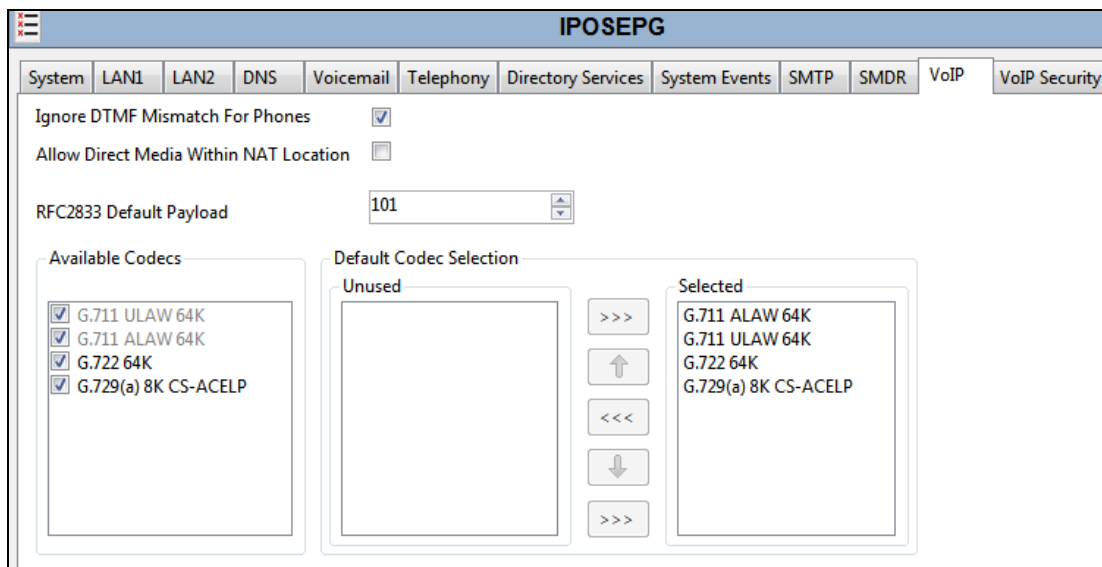 IPOSEPG
System LAN1 LAN2 DNS Voicemail Telephony Directory Services System Events SMTP SMDR VoIP VoIP Security
Ignore DTMF Mismatch For Phones
Allow Direct Media Within NAT Location
RFC2833 Default Payload 101
Available Codecs
G.711 ULAW 64K
G.711 ALAW 64K
G.722 64K
G.729(a) 8K CS-ACELP
Default Codec Selection
Unused
>>>
<<<
>>>
Selected
G.711 ALAW 64K
G.711 ULAW 64K
G.722 64K
G.729(a) 8K CS-ACELP